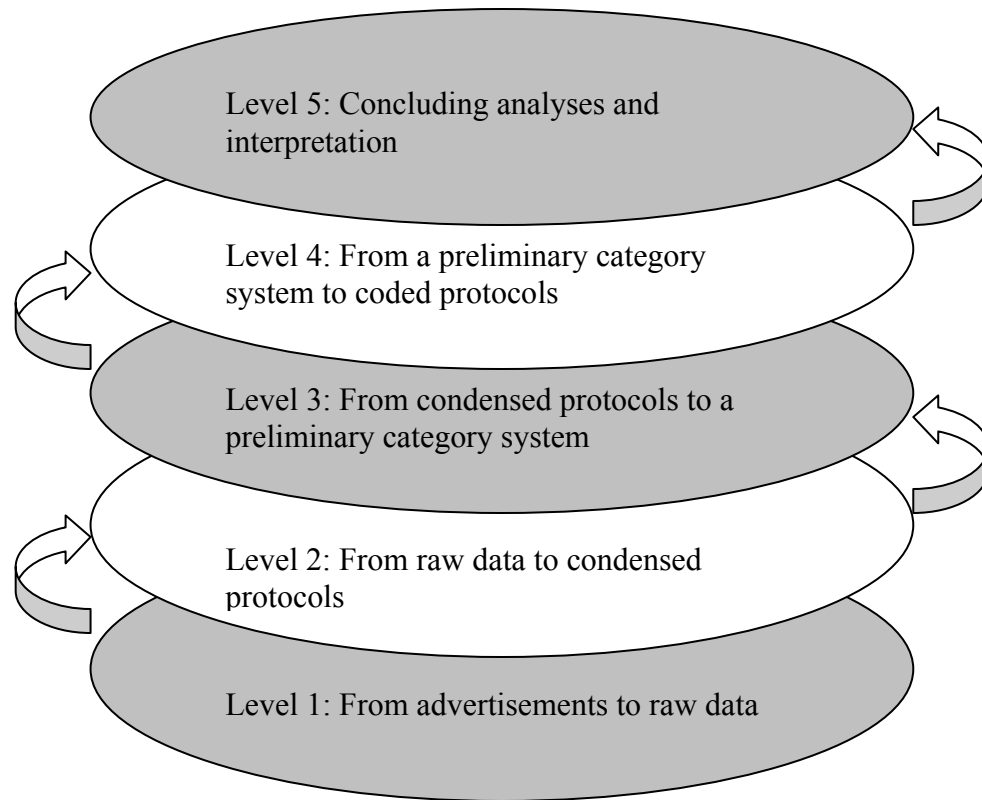 Level 5: Concluding analyses and
interpretation
Level 4: From a preliminary category
system to coded protocols
Level 3: From condensed protocols to a
preliminary category system
Level 2: From raw data to condensed
protocols
Level 1: From advertisements to raw data